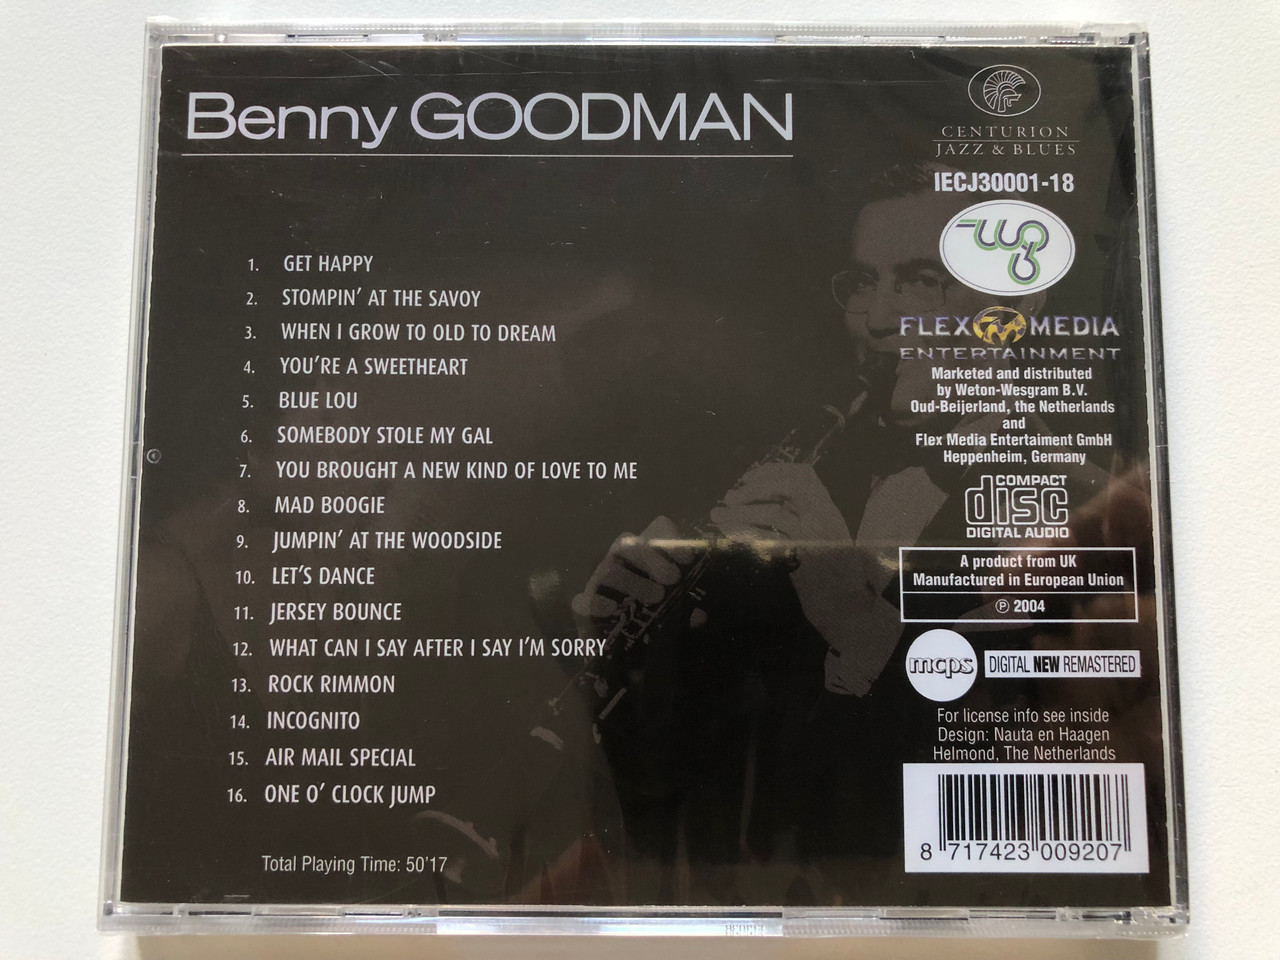 Benny GOODMAN
1. GET HAPPY
2. STOMPIN' AT THE SAVOY
3. WHEN I GROW TO OLD TO DREAM
4. YOU'RE A SWEETHEART
5. BLUE LOU
6. SOMEBODY STOLE MY GAL
7. YOU BROUGHT A NEW KIND OF LOVE TO ME
8. MAD BOOGIE
9. JUMPIN' AT THE WOODSIDE
10. LET'S DANCE
11. JERSEY BOUNCE
12. WHAT CAN I SAY AFTER I SAY I'M SORRY
13. ROCK RIMMON
14. INCOGNITO
15. AIR MAIL SPECIAL
16. ONE O' CLOCK JUMP
Total Playing Time: 50'17
CENTURION
JAZZ & BLUES
IECJ30001-18
FLEX MEDIA
ENTERTAINMENT
Marketed and distributed
by Weton-Wesgram B.V.
Oud-Beijerland, the Netherlands
and
Flex Media Entertaiment GmbH
Heppenheim, Germany
COMPACT
disc
DIGITAL AUDIO
A product from UK
Manufactured in European Union
℗ 2004
mcps DIGITAL NEW REMASTERED
For license info see inside
Design: Nauta en Haagen
Helmond, The Netherlands
8 717423 009207